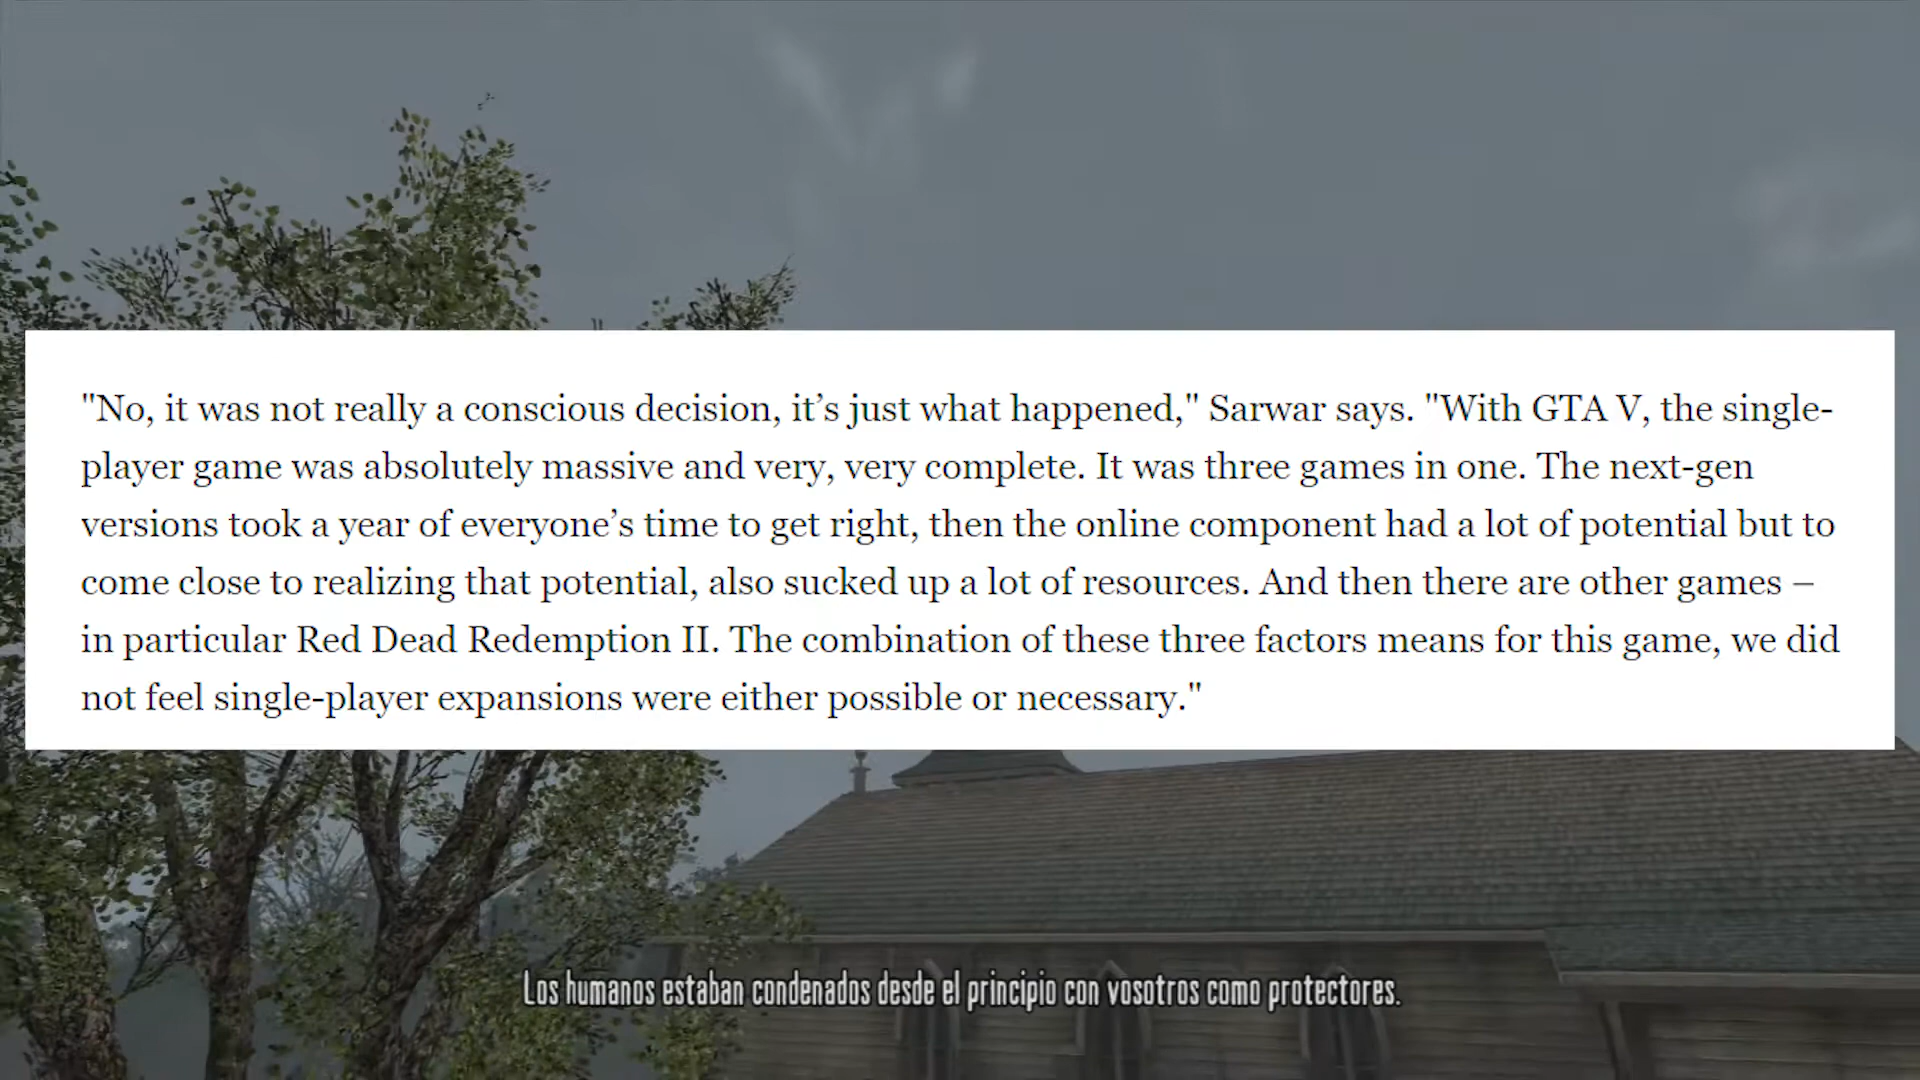 "No, it was not really a conscious decision, it’s just what happened," Sarwar says. "With GTA V, the single-
player game was absolutely massive and very, very complete. It was three games in one. The next-gen
versions took a year of everyone’s time to get right, then the online component had a lot of potential but to
come close to realizing that potential, also sucked up a lot of resources. And then there are other games –
in particular Red Dead Redemption II. The combination of these three factors means for this game, we did
not feel single-player expansions were either possible or necessary."
Los humanos estaban condenados desde el principio con vosotros como protectores.